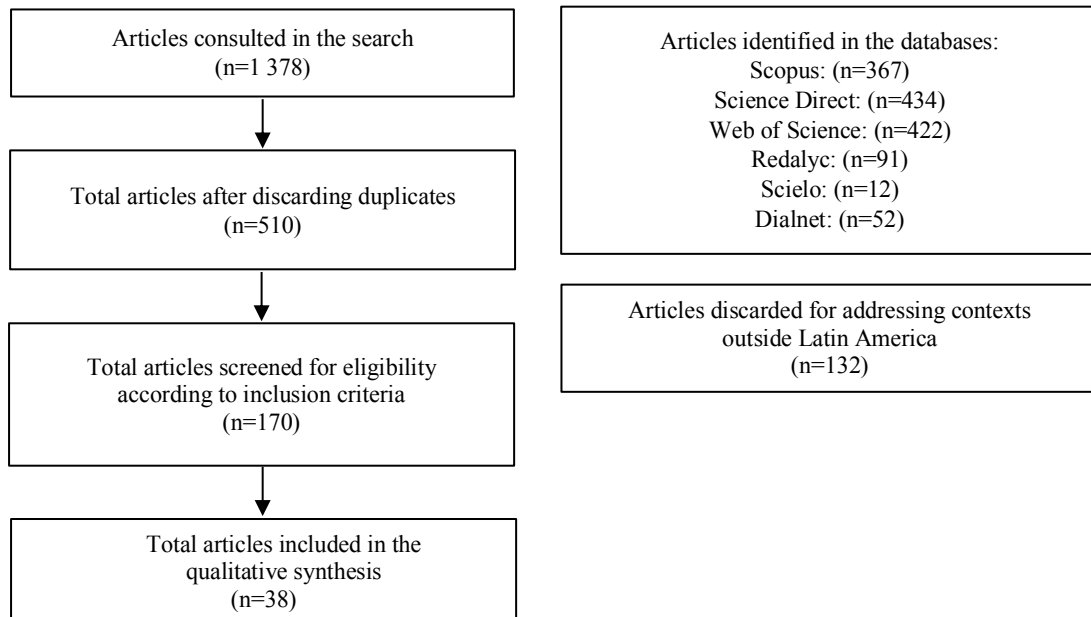 Articles consulted in the search
(n=1 378)
Total articles after discarding duplicates
(n=510)
Total articles screened for eligibility
according to inclusion criteria
(n=170)
Total articles included in the
qualitative synthesis
(n=38)
Articles identified in the databases:
Scopus: (n=367)
Science Direct: (n=434)
Web of Science: (n=422)
Redalyc: (n=91)
Scielo: (n=12)
Dialnet: (n=52)
Articles discarded for addressing contexts
outside Latin America
(n=132)